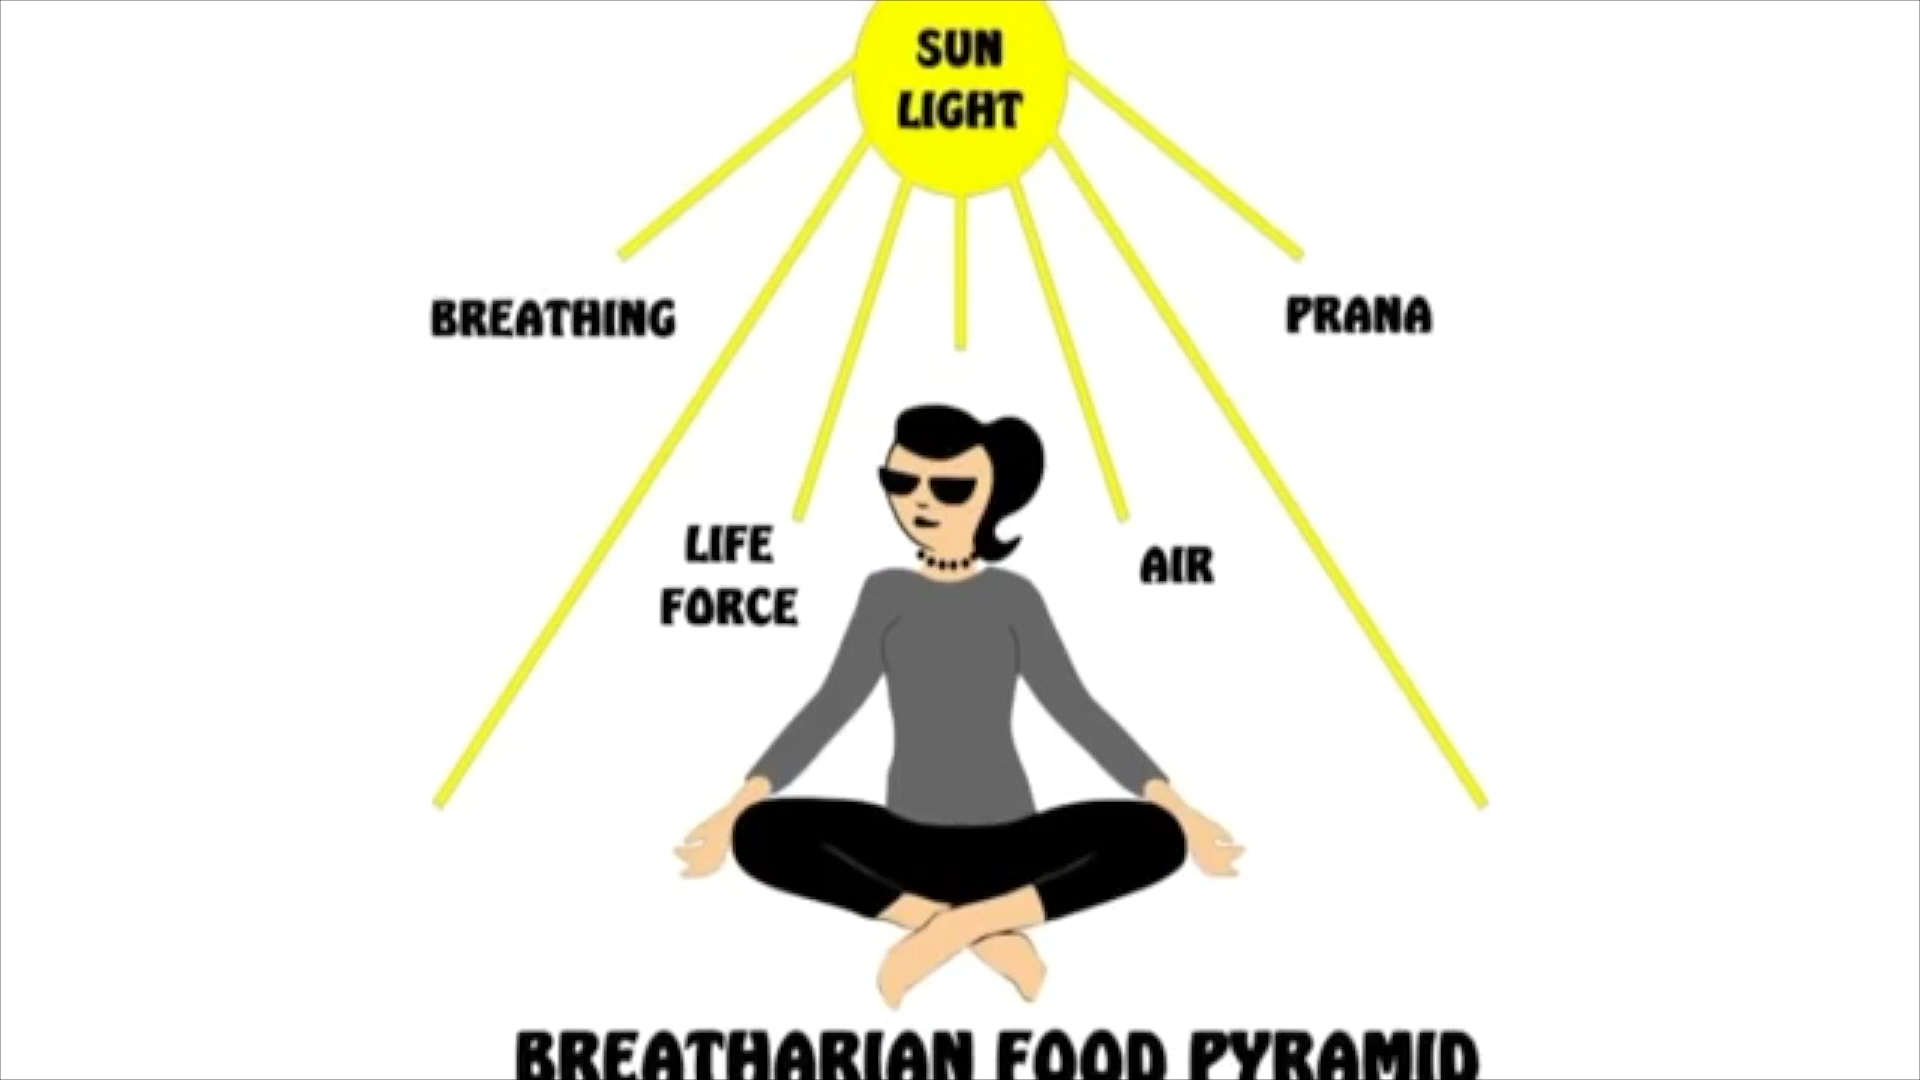 SUN
LIGHT
BREATHING
PRANA
LIFE
FORCE
AIR
BREATHARIAN FOOD PYRAMID